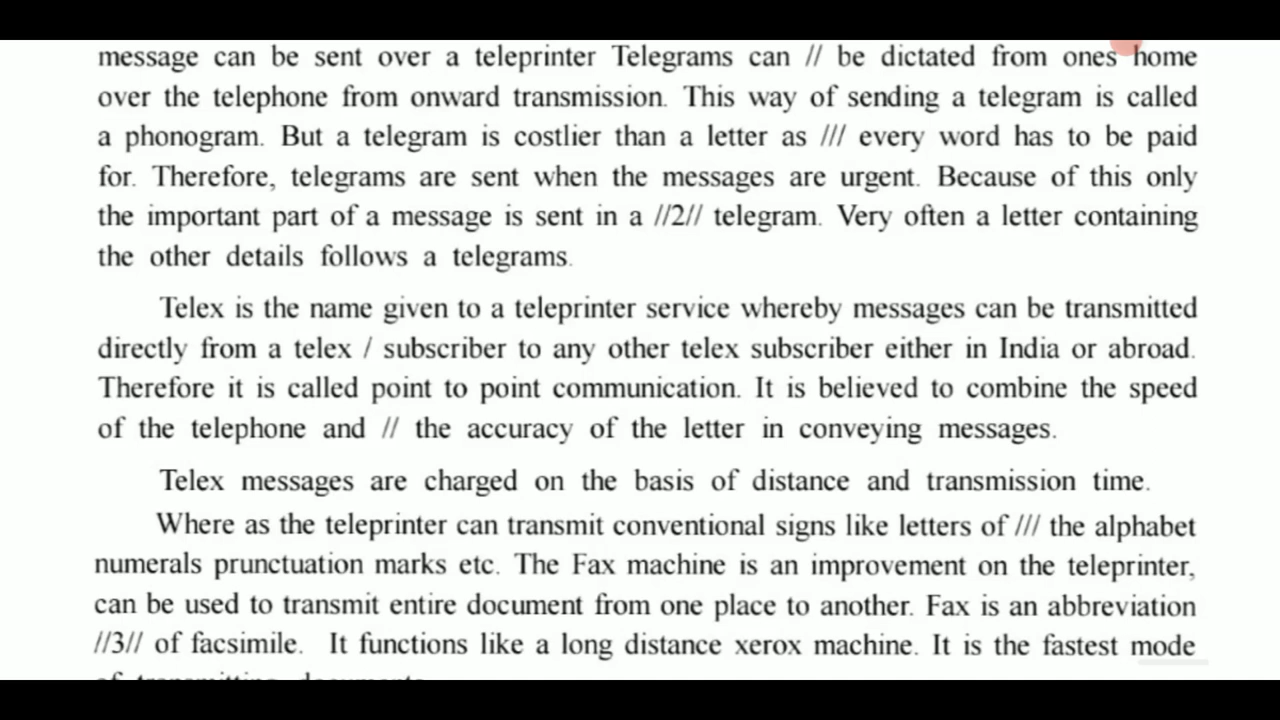 message can be sent over a teleprinter Telegrams can // be dictated from ones home
over the telephone from onward transmission. This way of sending a telegram is called
a phonogram. But a telegram is costlier than a letter as /// every word has to be paid
for. Therefore, telegrams are sent when the messages are urgent. Because of this only
the important part of a message is sent in a //2// telegram. Very often a letter containing
the other details follows a telegrams.
Telex is the name given to a teleprinter service whereby messages can be transmitted
directly from a telex / subscriber to any other telex subscriber either in India or abroad.
Therefore it is called point to point communication. It is believed to combine the speed
of the telephone and // the accuracy of the letter in conveying messages.
Telex messages are charged on the basis of distance and transmission time.
Where as the teleprinter can transmit conventional signs like letters of /// the alphabet
numerals prunctuation marks etc. The Fax machine is an improvement on the teleprinter,
can be used to transmit entire document from one place to another. Fax is an abbreviation
//3// of facsimile. It functions like a long distance xerox machine. It is the fastest mode
of transmitting documents